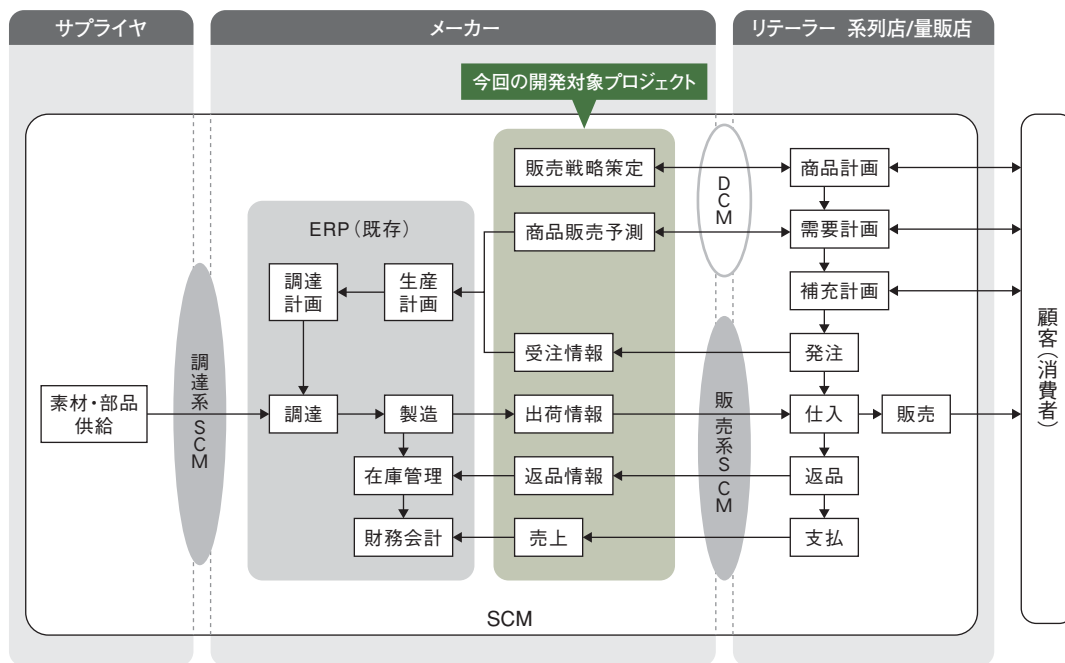 サプライヤ
メーカー
リテーラー 系列店/量販店
今回の開発対象プロジェクト
販売戦略策定
DCM
商品計画
ERP（既存）
商品販売予測
需要計画
調達
計画
生産
計画
補充計画
顧客（消費者）
調達系SCM
受注情報
発注
素材・部品
供給
調達
製造
出荷情報
販売系SCM
仕入
販売
在庫管理
返品情報
返品
財務会計
売上
支払
SCM